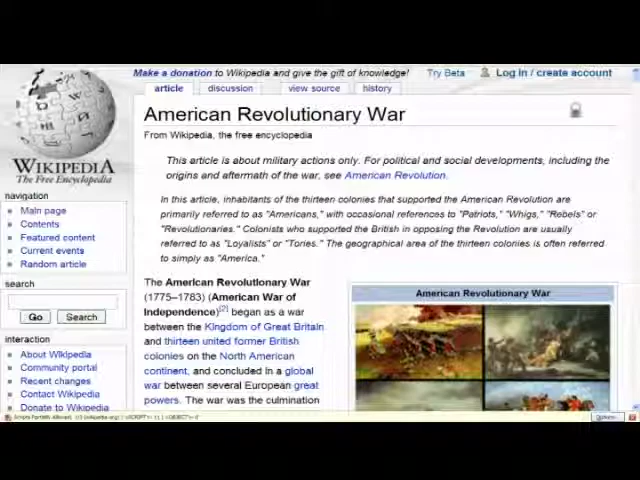 Make a donation to Wikipedia and give the gift of knowledge!
Try Beta
Log in / create account
article
discussion
view source
history
American Revolutionary War
From Wikipedia, the free encyclopedia
This article is about military actions only. For political and social developments, including the
origins and aftermath of the war, see American Revolution.
In this article, inhabitants of the thirteen colonies that supported the American Revolution are
primarily referred to as "Americans," with occasional references to "Patriots," "Whigs," "Rebels" or
"Revolutionaries." Colonists who supported the British in opposing the Revolution are usually
referred to as "Loyalists" or "Tories." The geographical area of the thirteen colonies is often referred
to simply as "America."
The American Revolutionary War
(1775–1783) (American War of
Independence)[2] began as a war
between the Kingdom of Great Britain
and thirteen united former British
colonies on the North American
continent, and concluded in a global
war between several European great
powers. The war was the culmination
American Revolutionary War
WIKIPEDIA
The Free Encyclopedia
navigation
Main page
Contents
Featured content
Current events
Random article
search
Go
Search
interaction
About Wikipedia
Community portal
Recent changes
Contact Wikipedia
Donate to Wikipedia